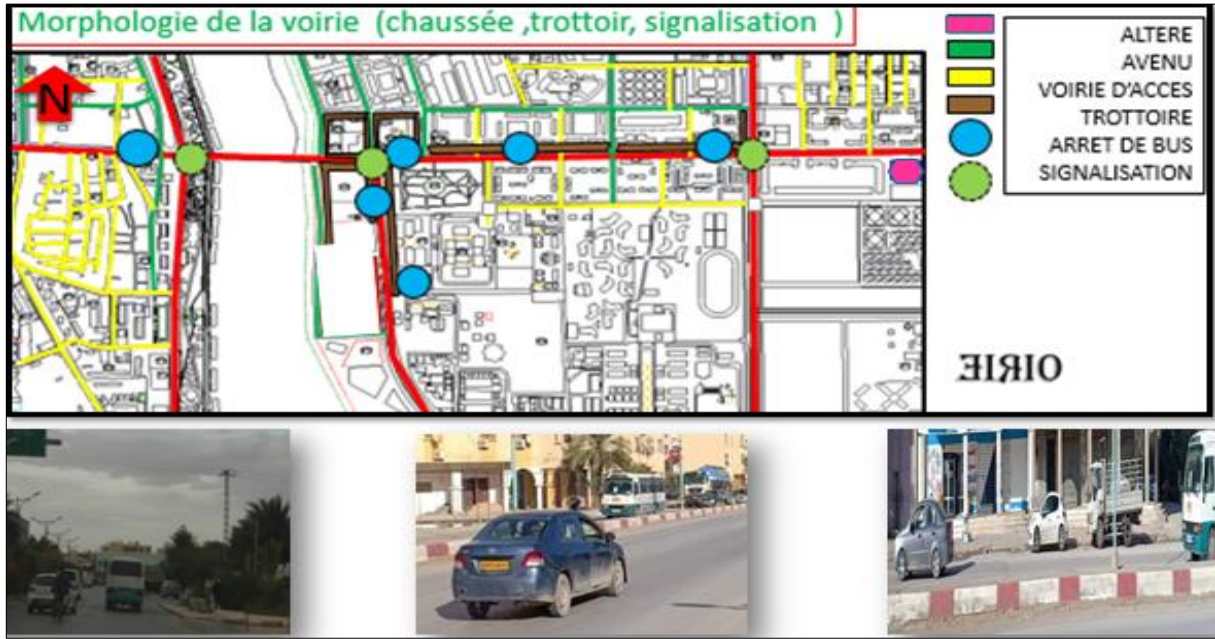 Morphologie de la voirie (chaussée ,trottoir, signalisation )
N
ALTERE
AVENU
VOIRIE D'ACCES
TROTTOIRE
ARRET DE BUS
SIGNALISATION
OIRIE